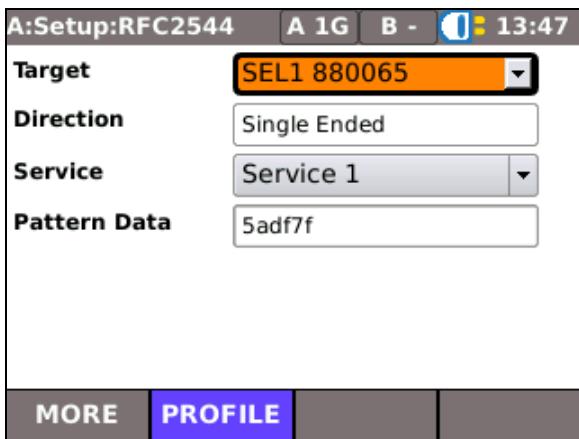 A:Setup:RFC2544 A 1G B - 13:47
Target SEL1 880065
Direction Single Ended
Service Service 1
Pattern Data 5adf7f
MORE PROFILE